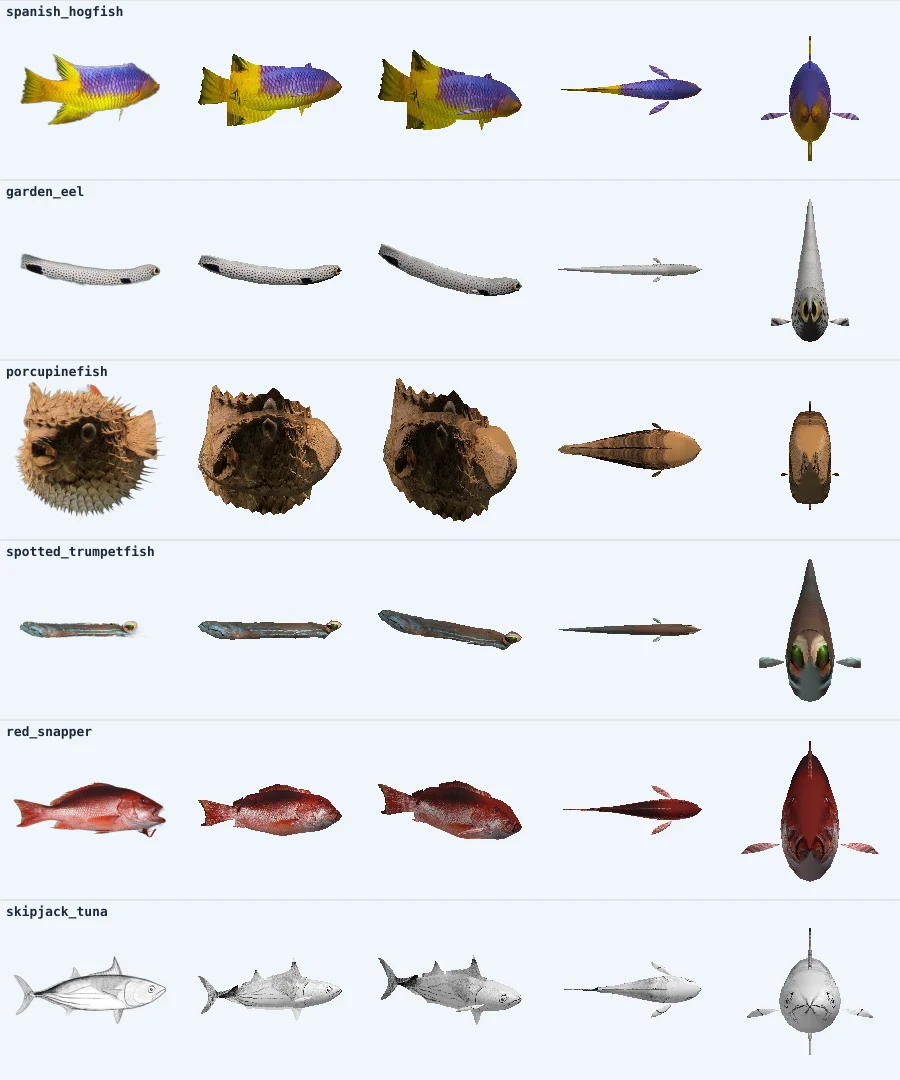 spanish_hogfish
garden_eel
porcupinefish
spotted_trumpetfish
red_snapper
skipjack_tuna